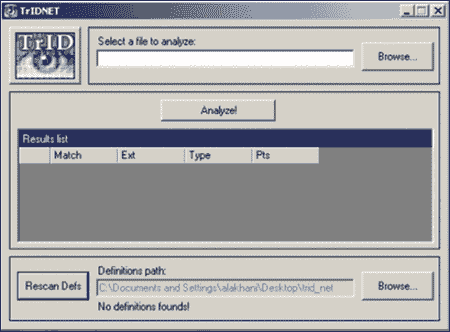 TrIDNET
TrID
Select a file to analyze:
Browse...
Analyze!
Results list
Match Ext Type Pts
Definitions path:
Rescan Defs C:\Documents and Settings\alakhani\Desktop\trid_net Browse...
No definitions founds!